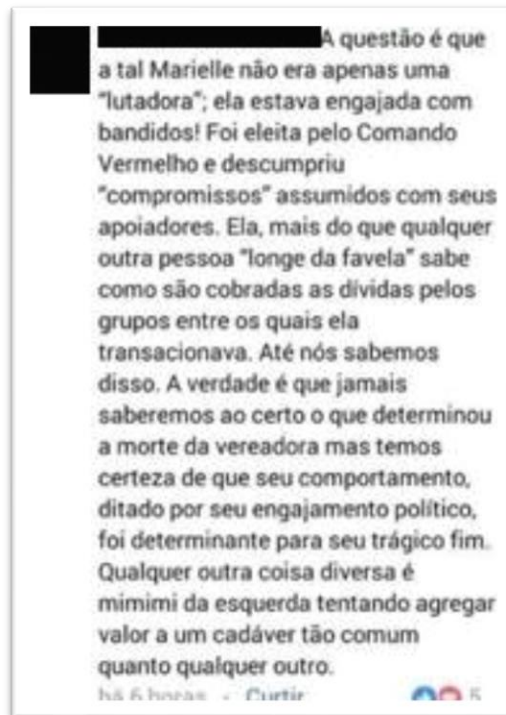 A questão é que
a tal Marielle não era apenas uma
"lutadora"; ela estava engajada com
bandidos! Foi eleita pelo Comando
Vermelho e descumpriu
"compromissos" assumidos com seus
apoiadores. Ela, mais do que qualquer
outra pessoa "longe da favela" sabe
como são cobradas as dívidas pelos
grupos entre os quais ela
transacionava. Até nós sabemos
disso. A verdade é que jamais
saberemos ao certo o que determinou
a morte da vereadora mas temos
certeza de que seu comportamento,
ditado por seu engajamento político,
foi determinante para seu trágico fim.
Qualquer outra coisa diversa é
mimimi da esquerda tentando agregar
valor a um cadáver tão comum
quanto qualquer outro.
há 6 horas · Curtir 5